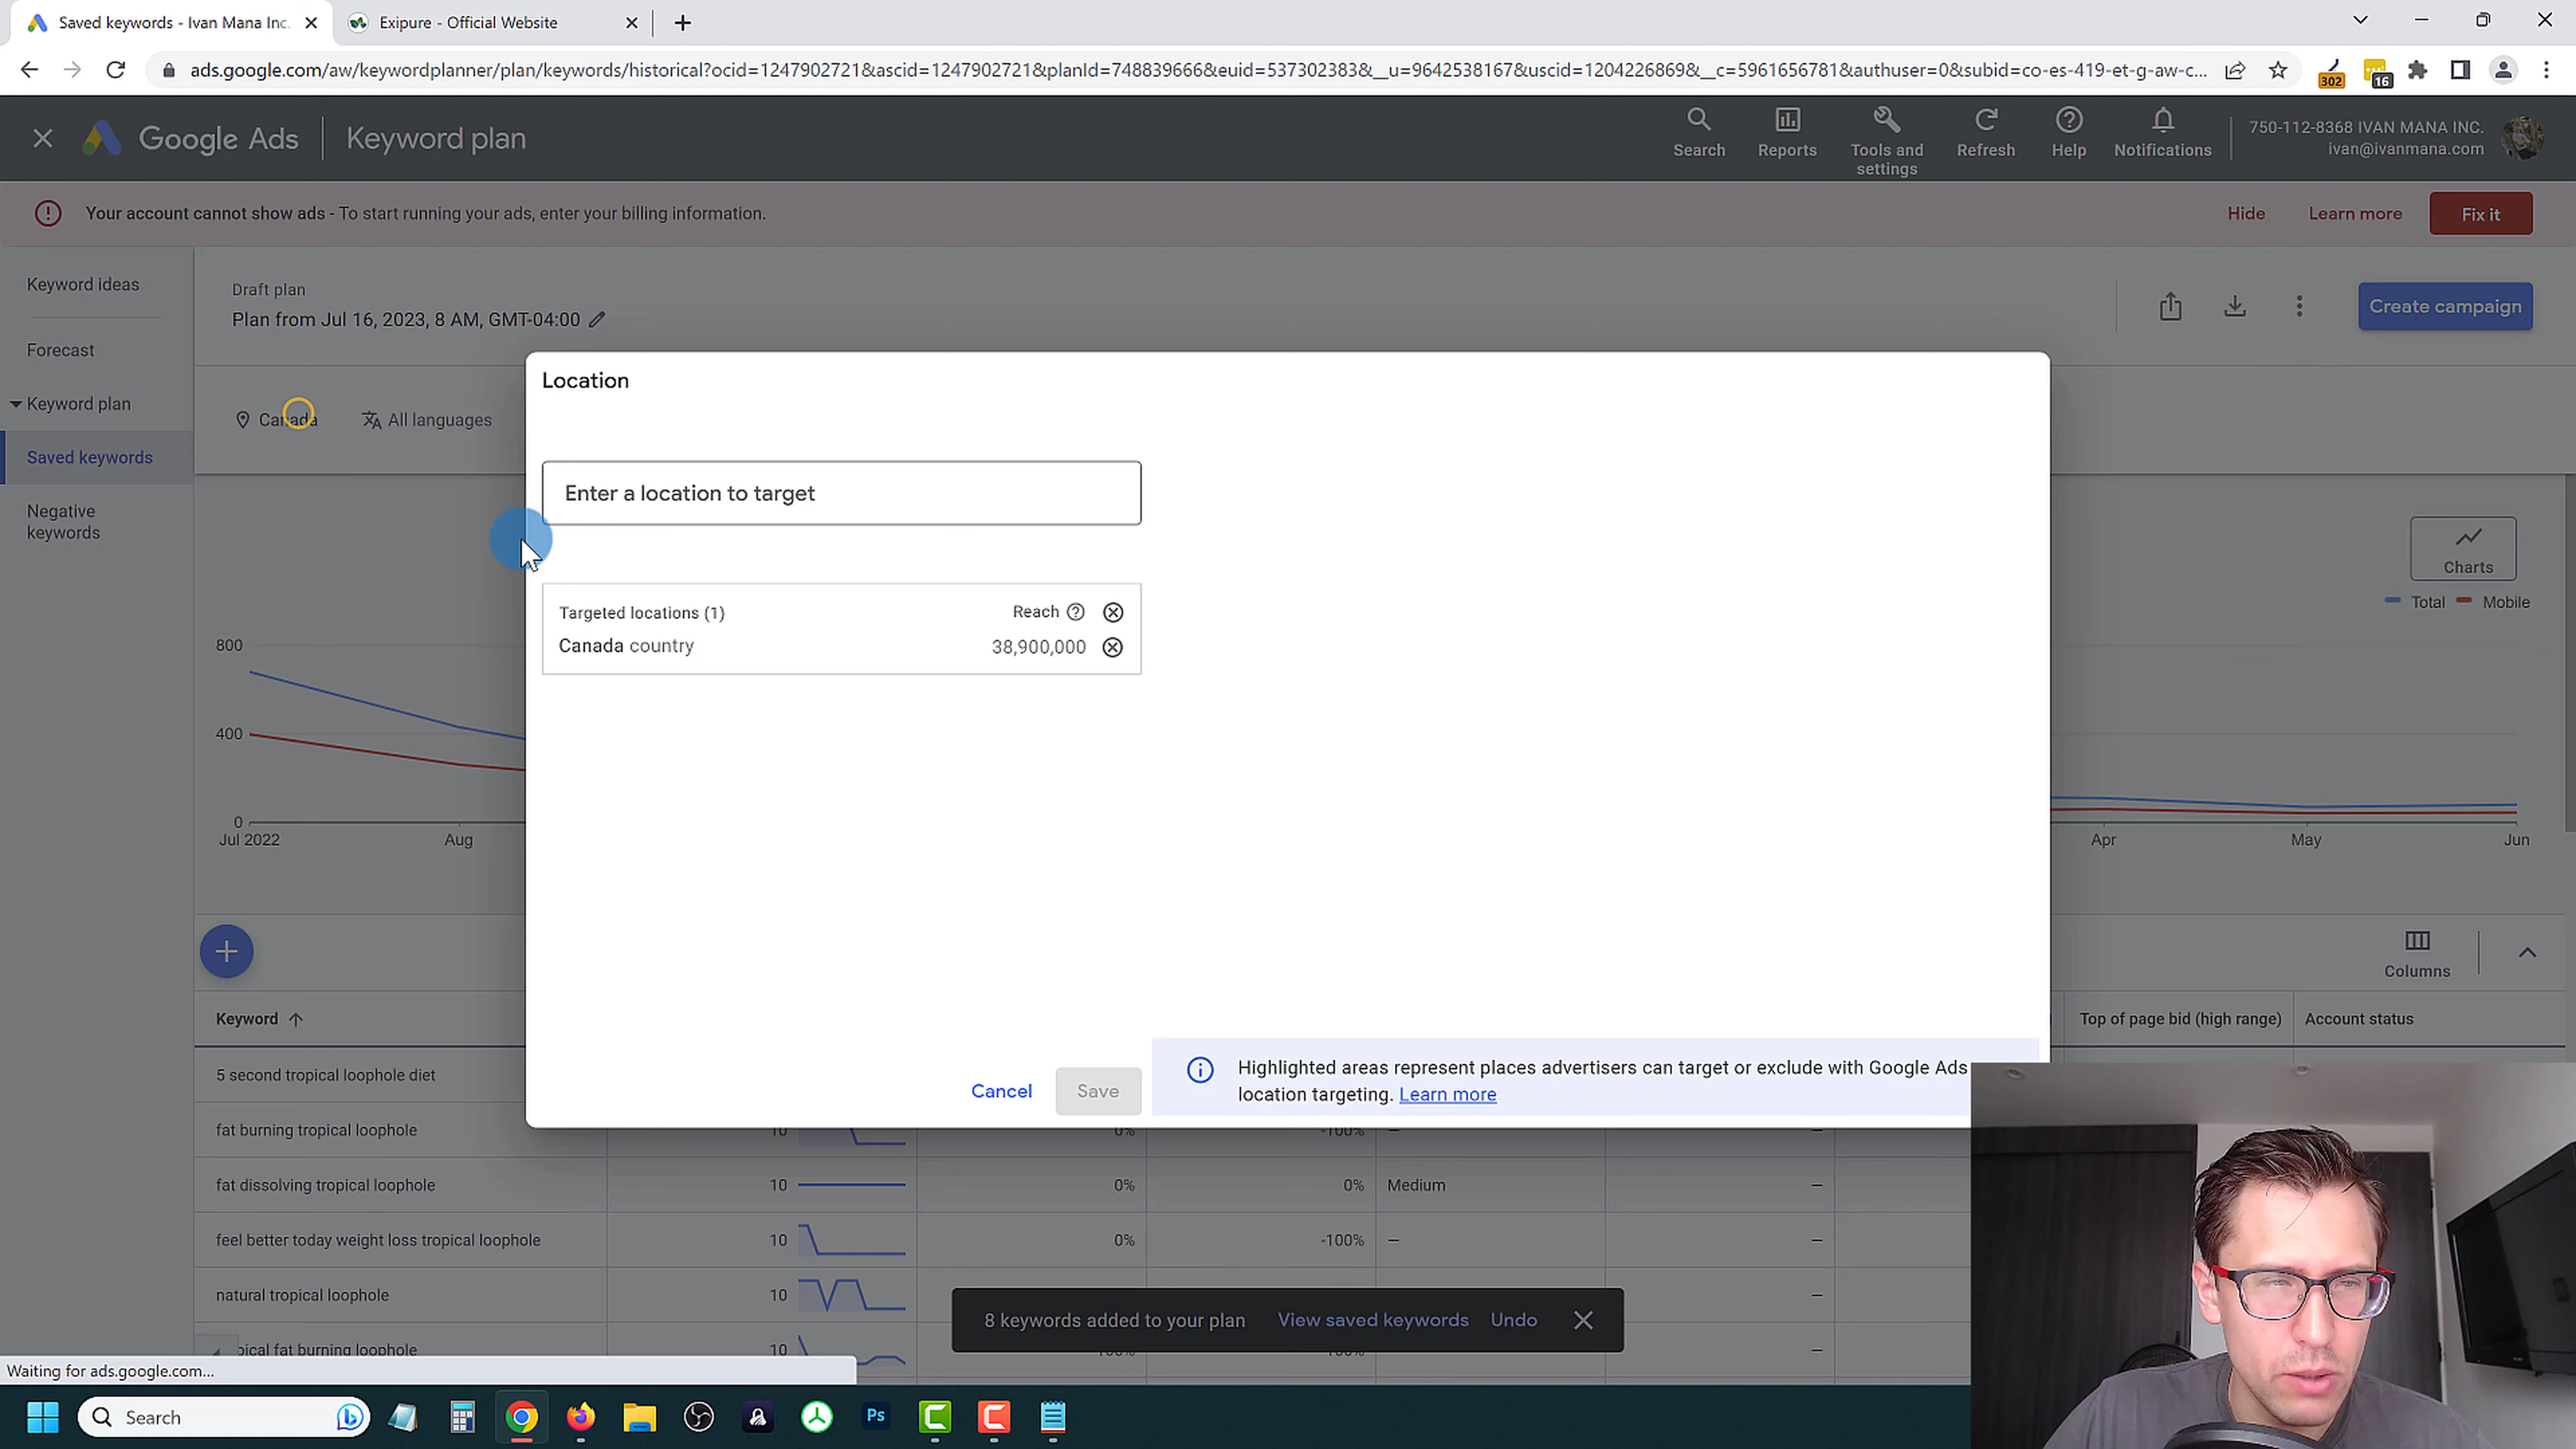 Saved keywords - Ivan Mana Inc.
Exipure - Official Website
ads.google.com/aw/keywordplanner/plan/keywords/historical?ocid=1247902721&ascid=1247902721&planId=748839666&euid=537302383&__u=9642538167&uscid=1204226869&__c=5961656781&authuser=0&subid=co-es-419-et-g-aw-c...
302
16
Google Ads
Keyword plan
Search
Reports
Tools and settings
Refresh
Help
Notifications
750-112-8368 IVAN MANA INC.
ivan@ivanmana.com
Your account cannot show ads - To start running your ads, enter your billing information.
Hide
Learn more
Fix it
Keyword ideas
Forecast
Keyword plan
Saved keywords
Negative keywords
Draft plan
Plan from Jul 16, 2023, 8 AM, GMT-04:00
Create campaign
Canada
All languages
Location
Enter a location to target
Targeted locations (1)
Reach
Canada country
38,900,000
Cancel
Save
Highlighted areas represent places advertisers can target or exclude with Google Ads
location targeting. Learn more
Charts
Total
Mobile
800
400
0
Jul 2022
Aug
Apr
May
Jun
Columns
Keyword
Top of page bid (high range)
Account status
5 second tropical loophole diet
fat burning tropical loophole
10
0%
-100%
—
—
fat dissolving tropical loophole
10
0%
0%
Medium
—
feel better today weight loss tropical loophole
10
0%
-100%
—
—
natural tropical loophole
10
—
8 keywords added to your plan
View saved keywords
Undo
10
—
Waiting for ads.google.com...
Search
Ps